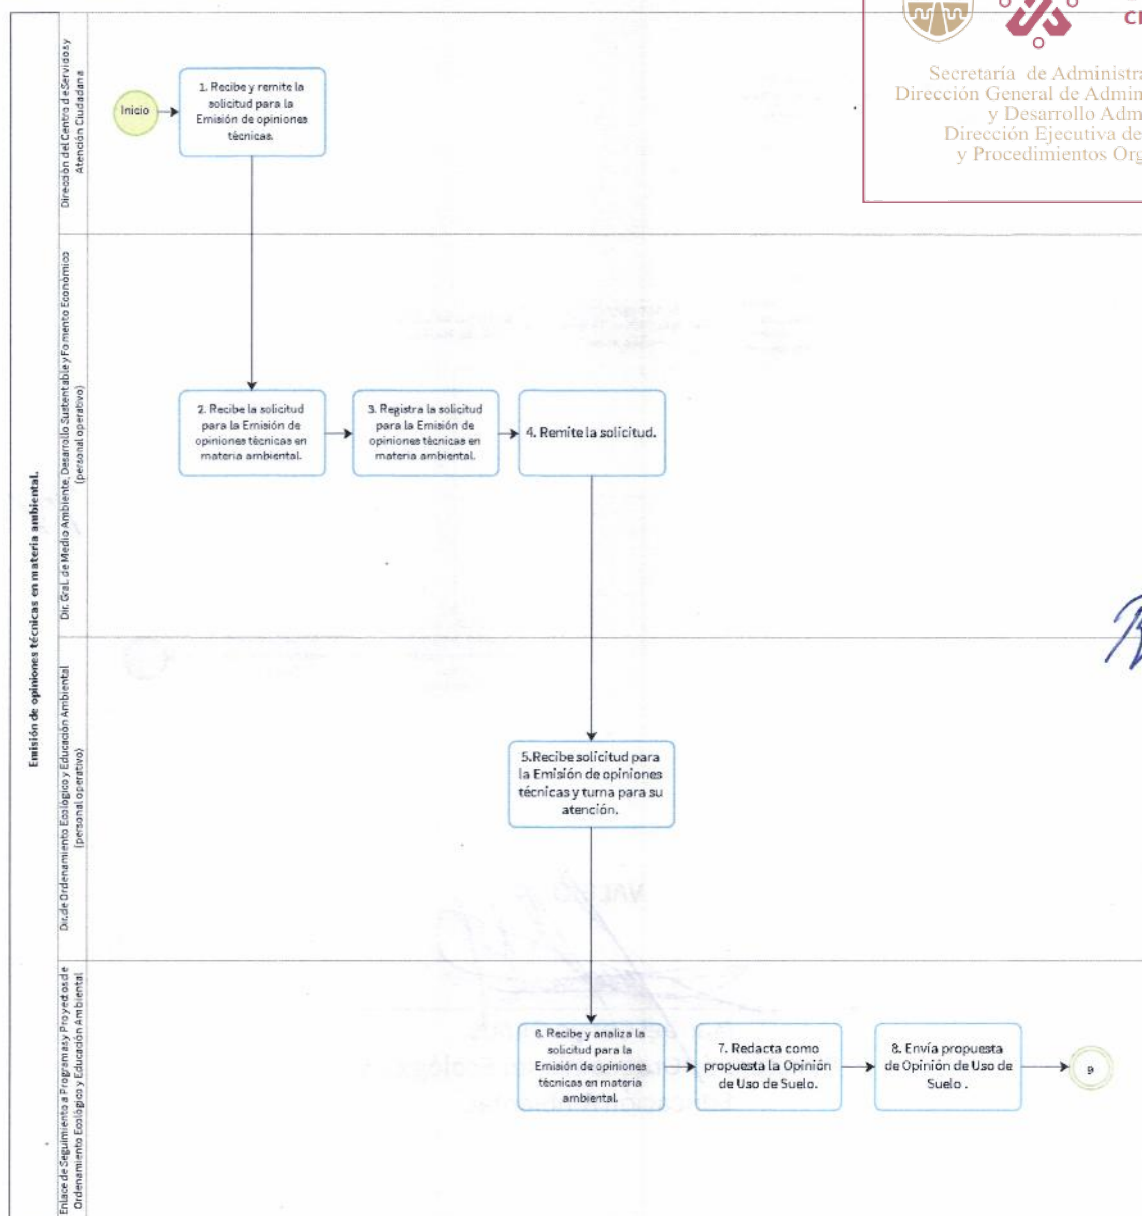 CI
Secretaría de Administra
Dirección General de Admin
y Desarrollo Adm
Dirección Ejecutiva de
y Procedimientos Org
Emisión de opiniones técnicas en materia ambiental.
Dirección del Centro de Servidos y
Atención Ciudadana
Inicio
1. Recibe y remite la
solicitud para la
Emisión de opiniones
técnicas.
Dir. Gral. de Medio Ambiente, Desarrollo Sustentable y Fomento Económico
(personal operativo)
2. Recibe la solicitud
para la Emisión de
opiniones técnicas en
materia ambiental.
3. Registra la solicitud
para la Emisión de
opiniones técnicas en
materia ambiental.
4. Remite la solicitud.
Dir. de Ordenamiento Ecológico y Educación Ambiental
(personal operativo)
5.Recibe solicitud para
la Emisión de opiniones
técnicas y turna para su
atención.
Enlace de Seguimiento a Programas y Proyectos de
Ordenamiento Ecológico y Educación Ambiental
6. Recibe y analiza la
solicitud para la
Emisión de opiniones
técnicas en materia
ambiental.
7. Redacta como
propuesta la Opinión
de Uso de Suelo.
8. Envía propuesta
de Opinión de Uso de
Suelo .
9